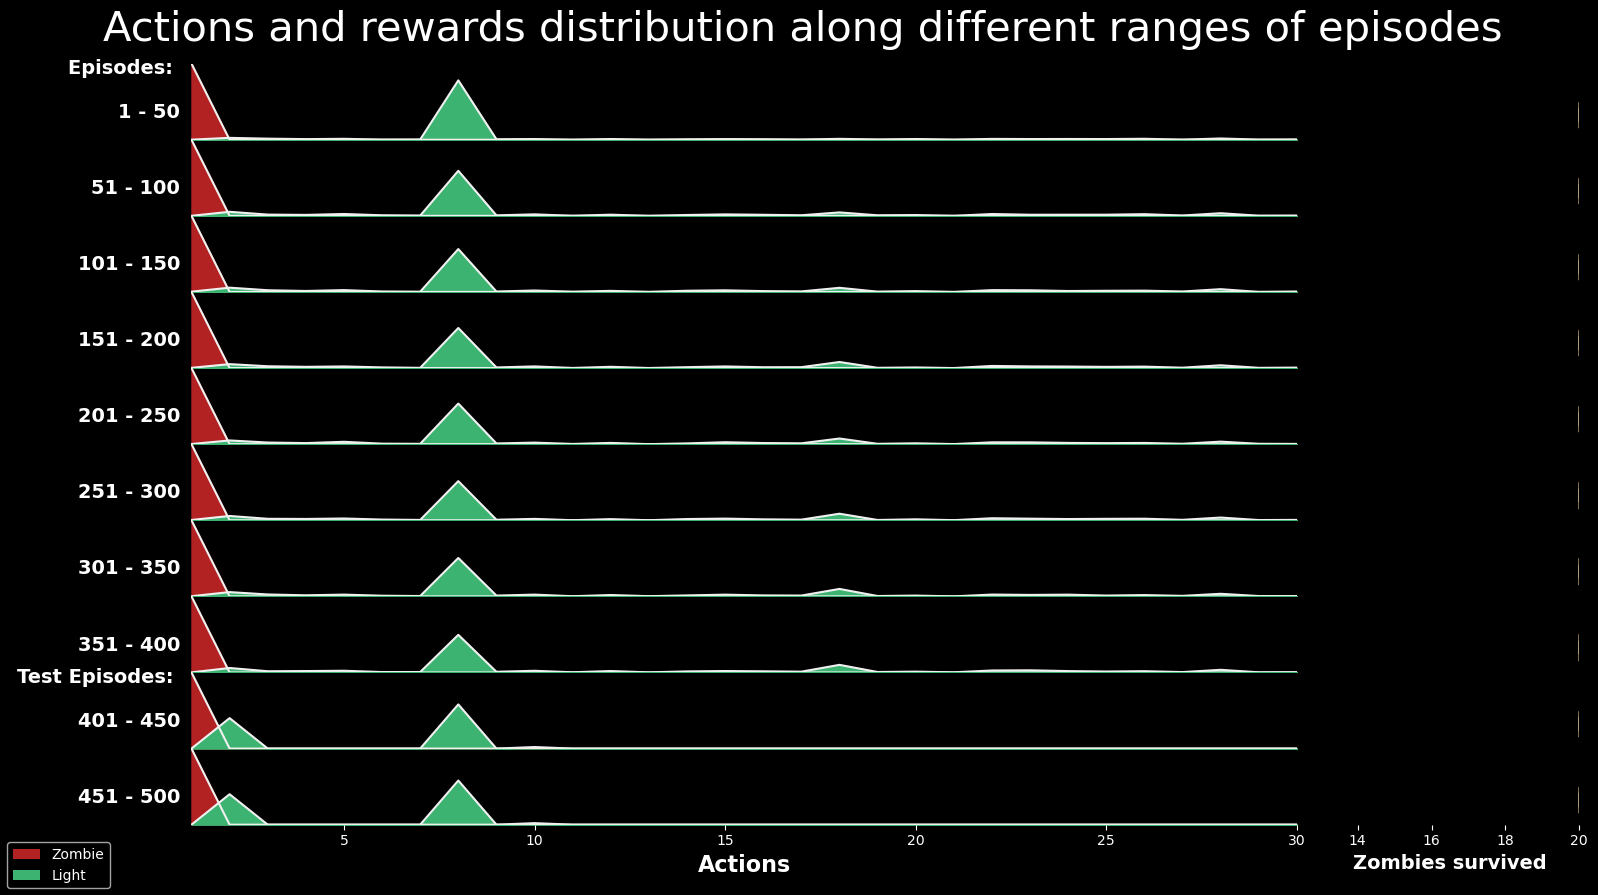 Actions and rewards distribution along different ranges of episodes
Episodes:
1 - 50
51 - 100
101 - 150
151 - 200
201 - 250
251 - 300
301 - 350
351 - 400
Test Episodes:
401 - 450
451 - 500
5 10 15 20 25 30 14 16 18 20
Actions Zombies survived
Zombie
Light